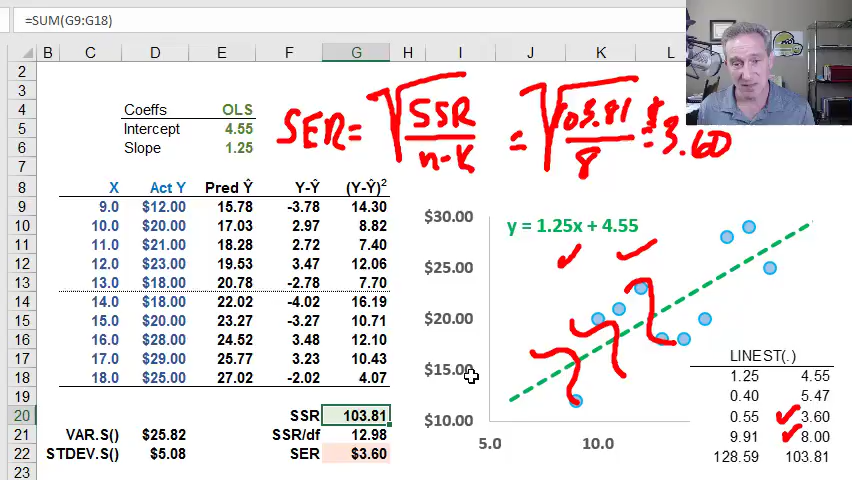 =SUM(G9:G18)
B C D E F G H I J K L
2
3
4 Coeffs OLS
5 Intercept 4.55
6 Slope 1.25
7
SER = √ SSR / n-k = √ 103.81 / 8 = $3.60
8 X Act Y Pred Ŷ Y-Ŷ (Y-Ŷ)²
9 9.0 $12.00 15.78 -3.78 14.30
10 10.0 $20.00 17.03 2.97 8.82
11 11.0 $21.00 18.28 2.72 7.40
12 12.0 $23.00 19.53 3.47 12.06
13 13.0 $18.00 20.78 -2.78 7.70
14 14.0 $18.00 22.02 -4.02 16.19
15 15.0 $20.00 23.27 -3.27 10.71
16 16.0 $28.00 24.52 3.48 12.10
17 17.0 $29.00 25.77 3.23 10.43
18 18.0 $25.00 27.02 -2.02 4.07
19
20 SSR 103.81
21 VAR.S() $25.82 SSR/df 12.98
22 STDEV.S() $5.08 SER $3.60
23
y = 1.25x + 4.55
$30.00
$25.00
$20.00
$15.00
$10.00
5.0 10.0
LINEST(.)
1.25 4.55
0.40 5.47
0.55 3.60
9.91 8.00
128.59 103.81